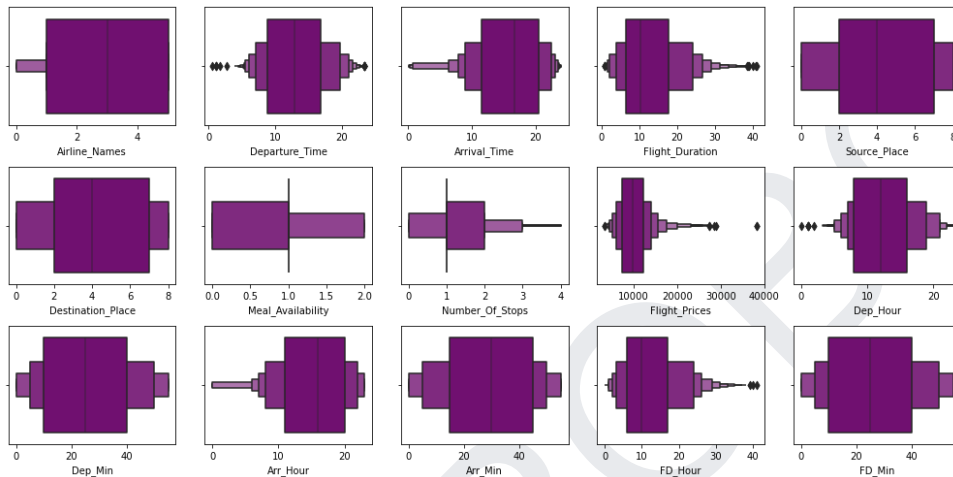 0 2 4
Airline_Names
0 10 20
Departure_Time
0 10 20
Arrival_Time
0 10 20 30 40
Flight_Duration
0 2 4 6 8
Source_Place
0 2 4 6 8
Destination_Place
0.0 0.5 1.0 1.5 2.0
Meal_Availability
0 1 2 3 4
Number_Of_Stops
10000 20000 30000 40000
Flight_Prices
0 10 20
Dep_Hour
0 20 40
Dep_Min
0 10 20
Arr_Hour
0 20 40
Arr_Min
0 10 20 30 40
FD_Hour
0 20 40
FD_Min